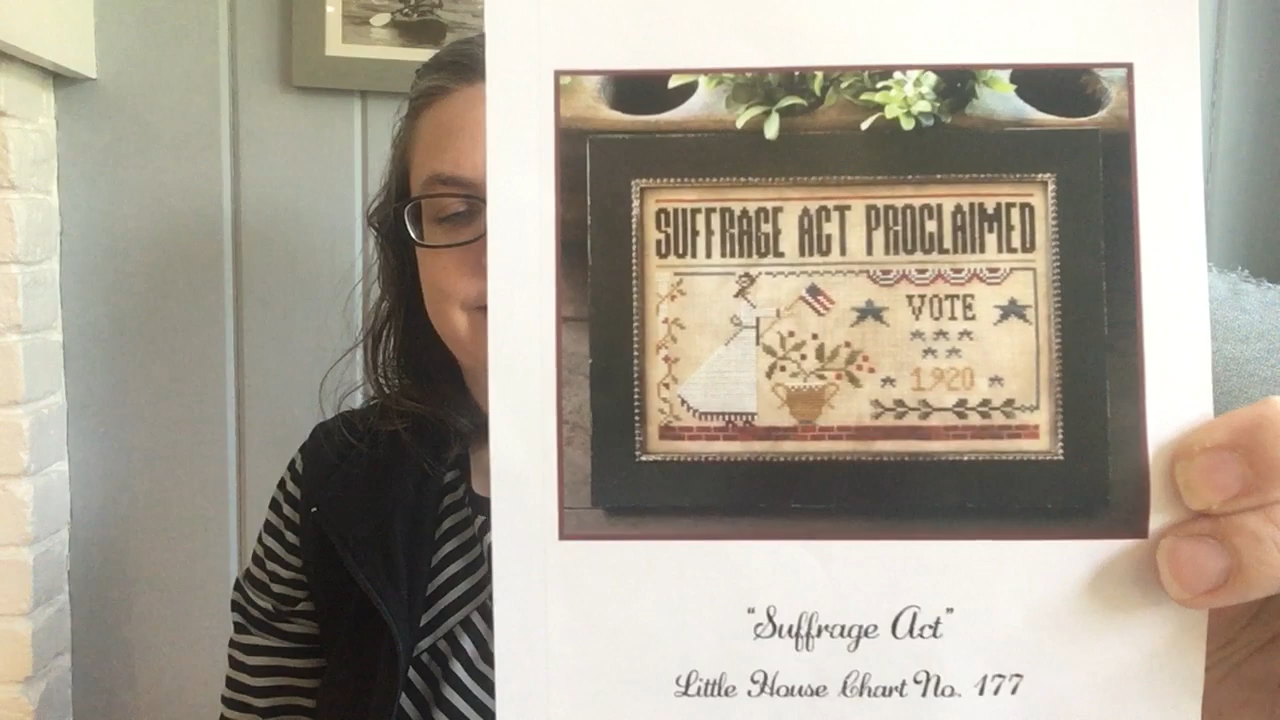 SUFFRAGE ACT PROCLAIMED
VOTE
1920
"Suffrage Act"
Little House Chart No. 177